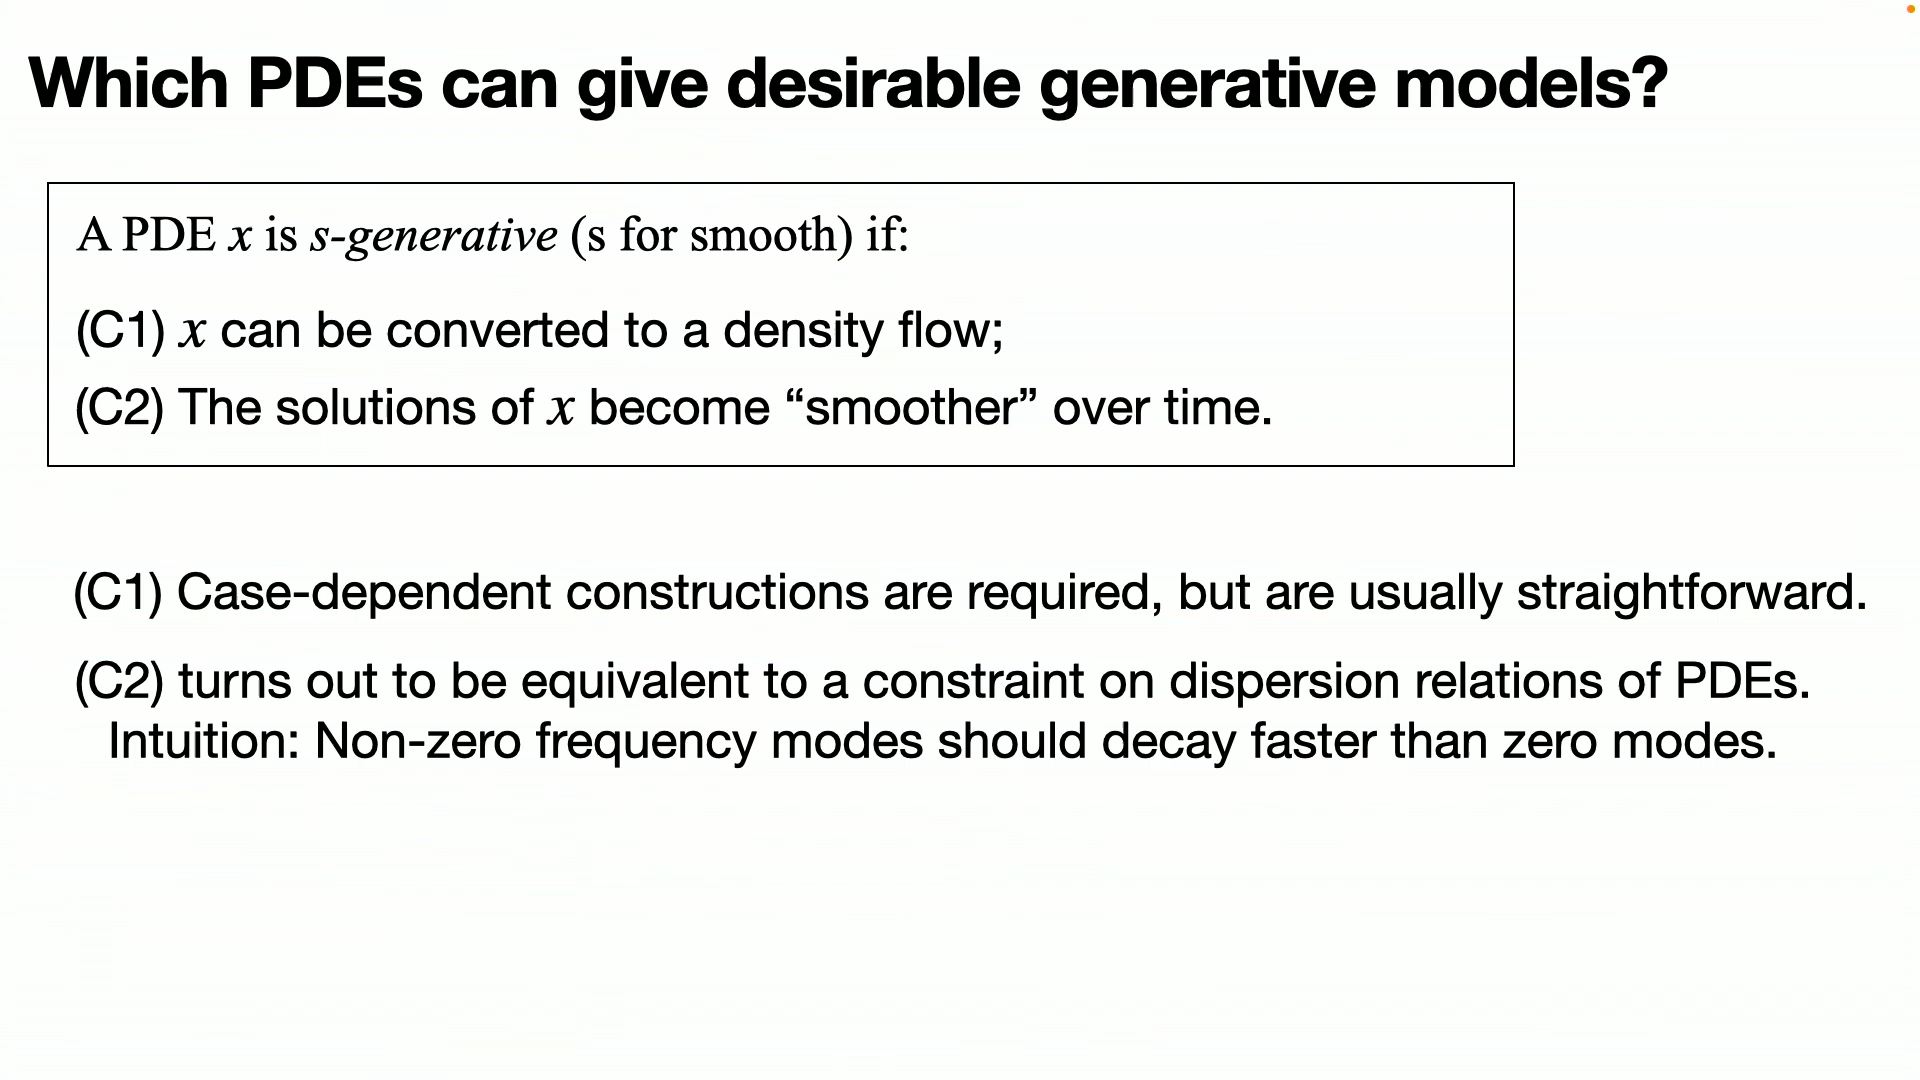 Which PDEs can give desirable generative models?
A PDE x is s-generative (s for smooth) if:
(C1) x can be converted to a density flow;
(C2) The solutions of x become “smoother” over time.
(C1) Case-dependent constructions are required, but are usually straightforward.
(C2) turns out to be equivalent to a constraint on dispersion relations of PDEs.
Intuition: Non-zero frequency modes should decay faster than zero modes.